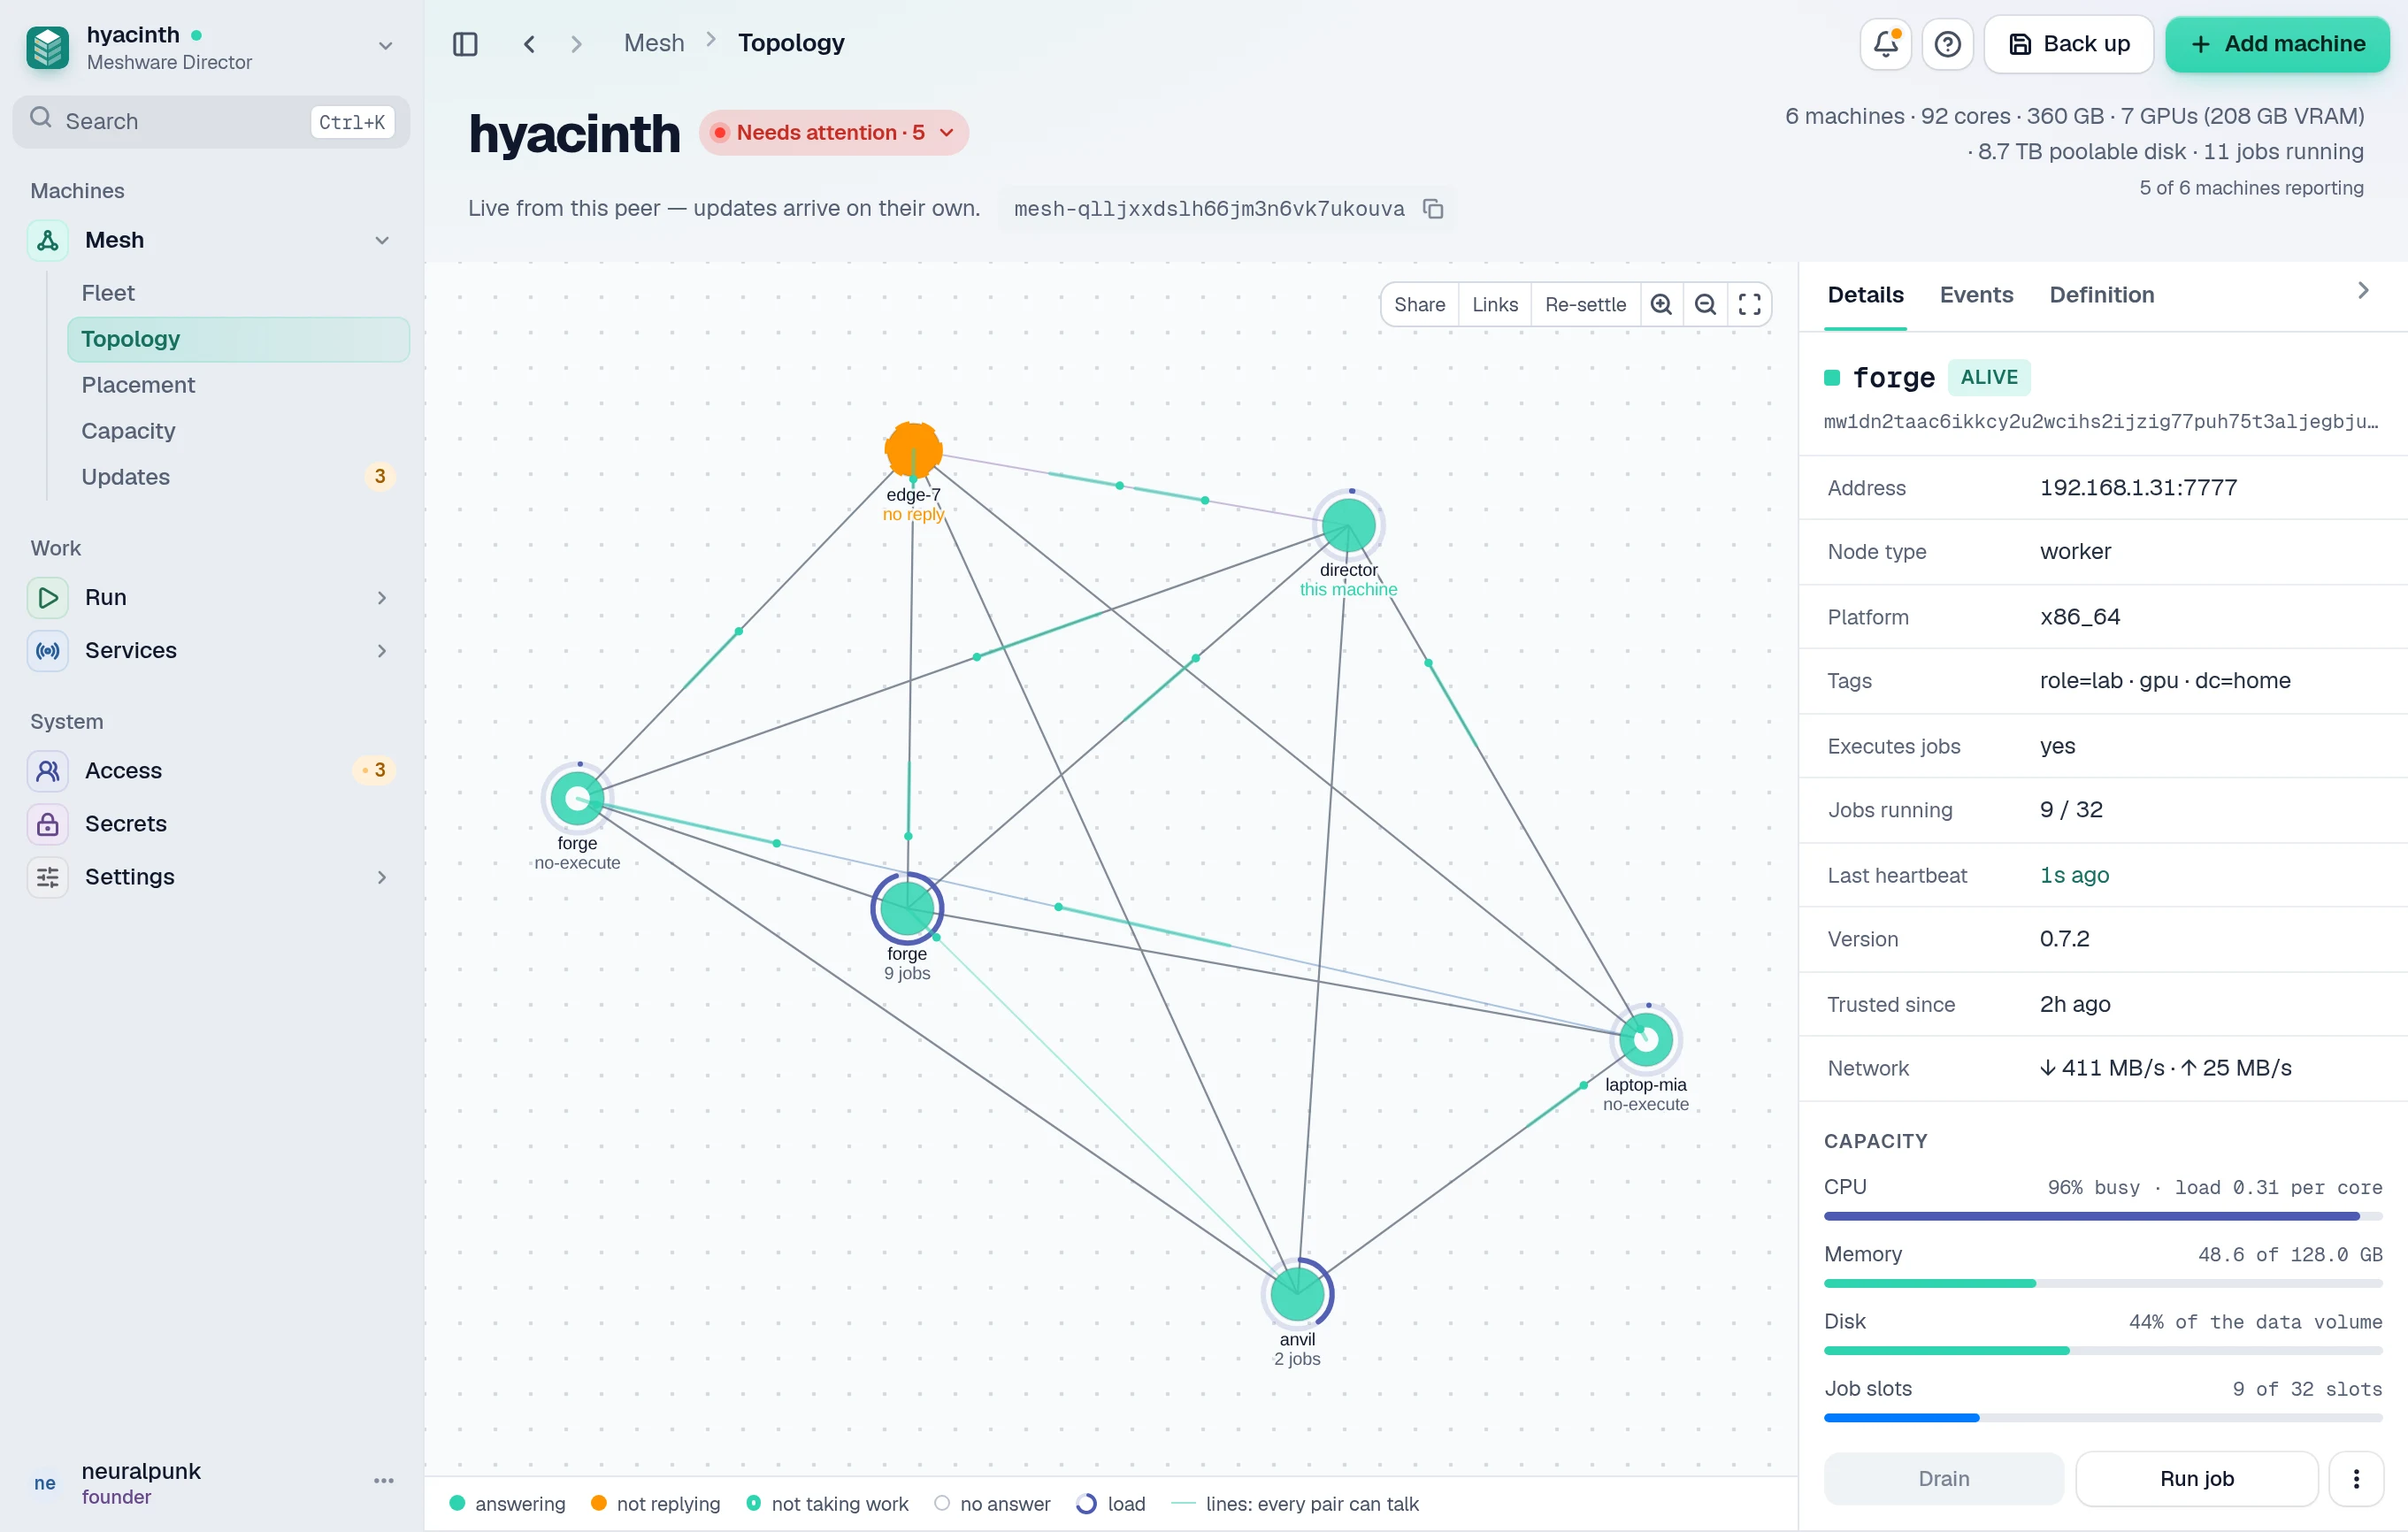 hyacinth
Meshware Director
Search
Ctrl+K
Machines
Mesh
Fleet
Topology
Placement
Capacity
Updates
3
Work
Run
Services
System
Access
3
Secrets
Settings
ne
neuralpunk
founder
Mesh
Topology
Back up
Add machine
hyacinth
Needs attention · 5
6 machines · 92 cores · 360 GB · 7 GPUs (208 GB VRAM)
· 8.7 TB poolable disk · 11 jobs running
5 of 6 machines reporting
Live from this peer — updates arrive on their own.
mesh-qlljxxdslh66jm3n6vk7ukouva
Share
Links
Re-settle
edge-7
no reply
director
this machine
forge
no-execute
forge
9 jobs
laptop-mia
no-execute
anvil
2 jobs
answering
not replying
not taking work
no answer
load
lines: every pair can talk
Details
Events
Definition
forge
ALIVE
mw1dn2taac6ikkcy2u2wcihs2ijzig77puh75t3aljegbju…
Address
192.168.1.31:7777
Node type
worker
Platform
x86_64
Tags
role=lab · gpu · dc=home
Executes jobs
yes
Jobs running
9 / 32
Last heartbeat
1s ago
Version
0.7.2
Trusted since
2h ago
Network
↓ 411 MB/s · ↑ 25 MB/s
CAPACITY
CPU
96% busy · load 0.31 per core
Memory
48.6 of 128.0 GB
Disk
44% of the data volume
Job slots
9 of 32 slots
Drain
Run job